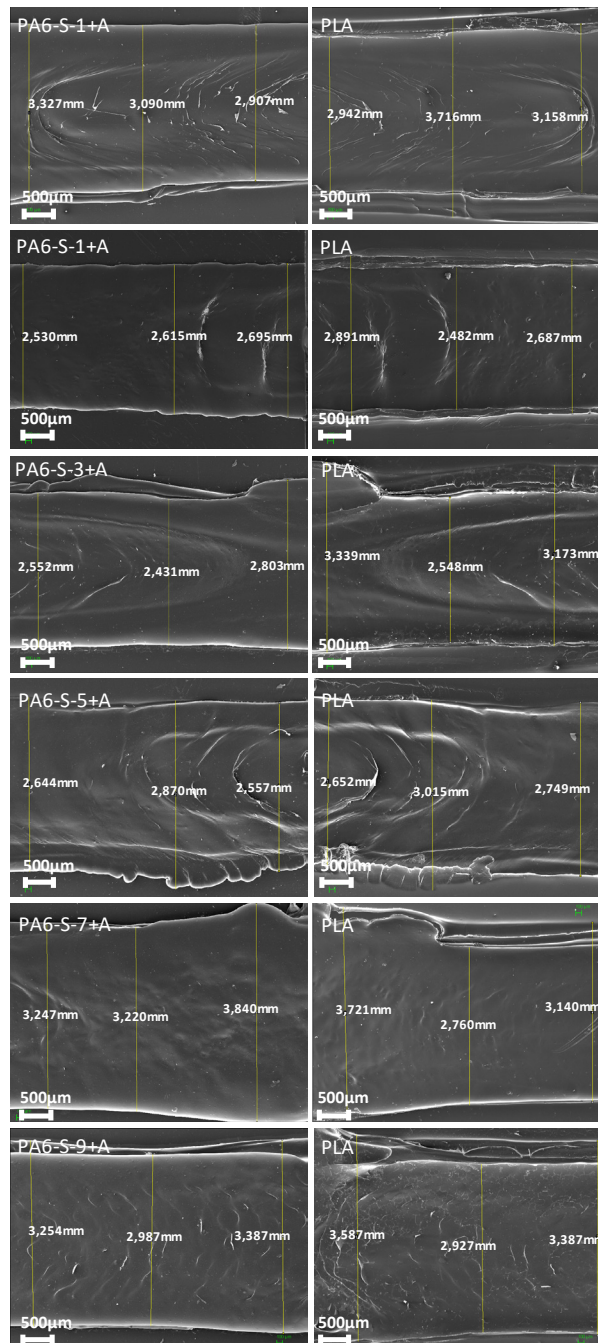 PA6-S-1+A
3,327mm
3,090mm
2,907mm
500µm
PLA
2,942mm
3,716mm
3,158mm
500µm
PA6-S-1+A
2,530mm
2,615mm
2,695mm
500µm
PLA
2,891mm
2,482mm
2,687mm
500µm
PA6-S-3+A
2,552mm
2,431mm
2,803mm
500µm
PLA
3,339mm
2,548mm
3,173mm
500µm
PA6-S-5+A
2,644mm
2,870mm
2,557mm
500µm
PLA
2,652mm
3,015mm
2,749mm
500µm
PA6-S-7+A
3,247mm
3,220mm
3,840mm
500µm
PLA
3,721mm
2,760mm
3,140mm
500µm
PA6-S-9+A
3,254mm
2,987mm
3,387mm
500µm
PLA
3,587mm
2,927mm
3,387mm
500µm